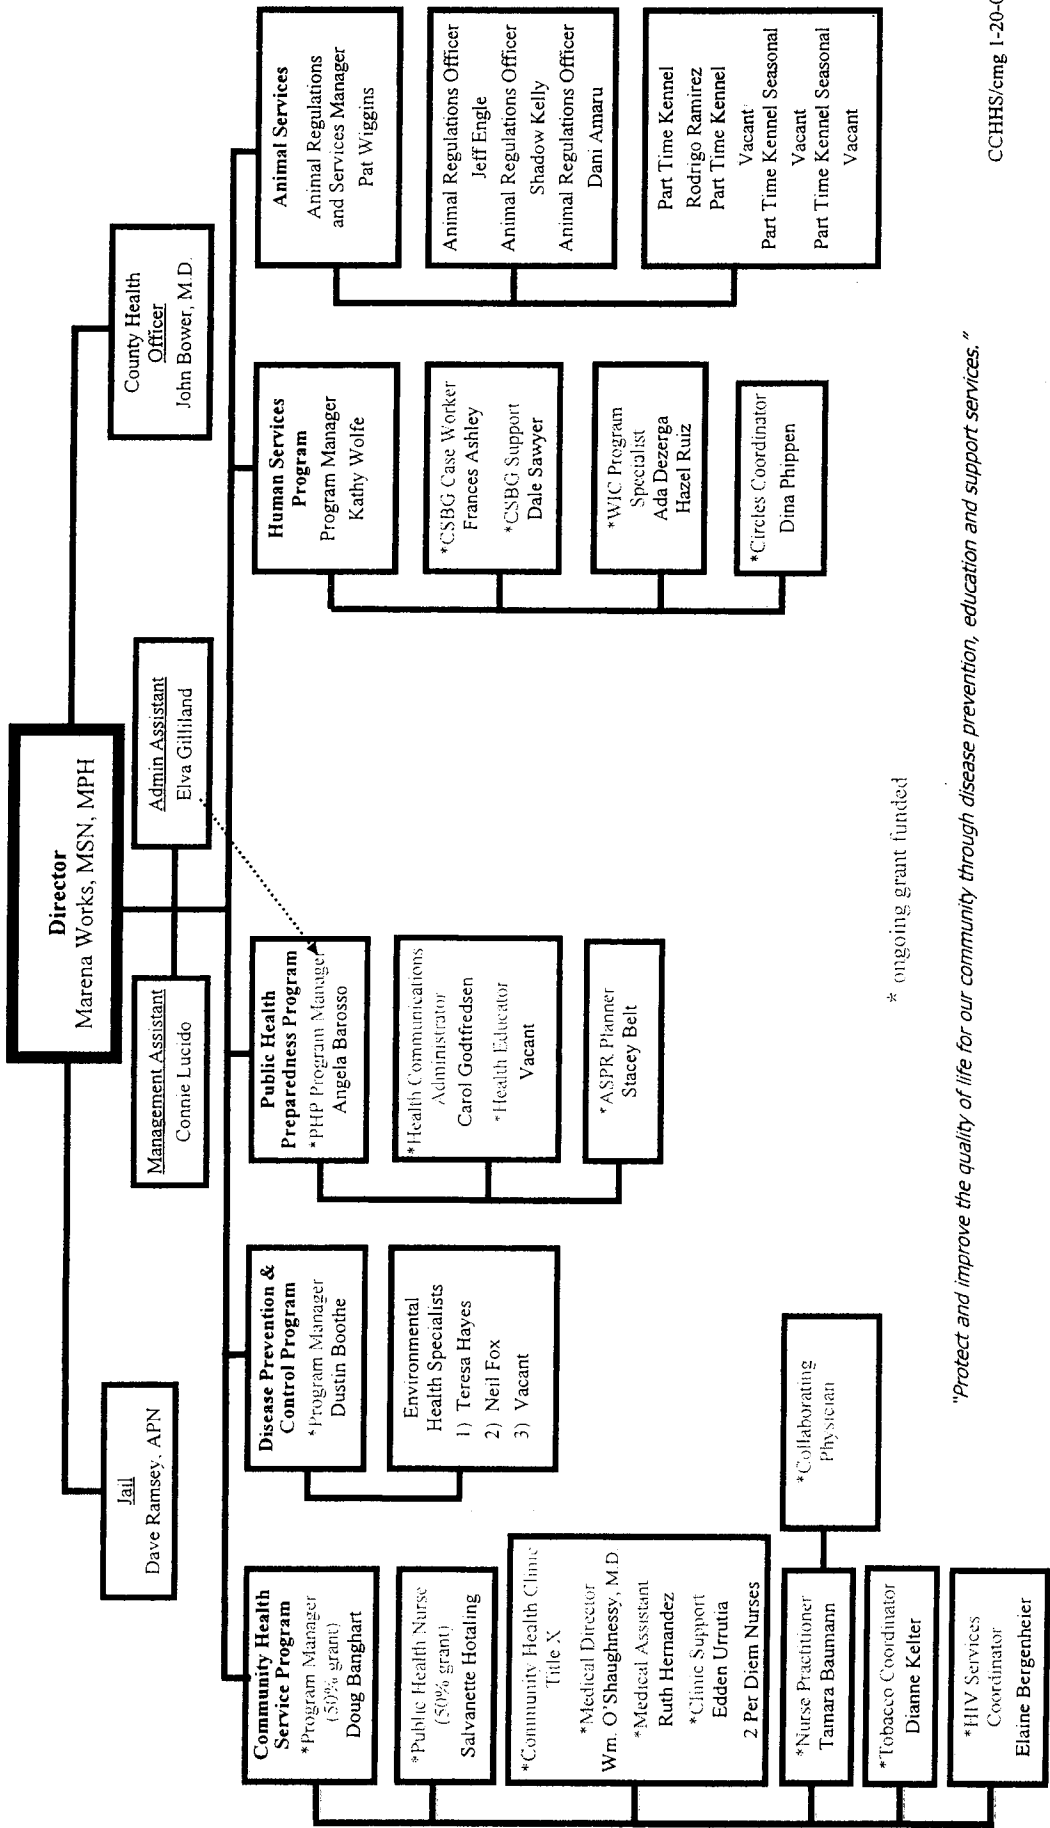 Director
Marena Works, MSN, MPH
Jail
Dave Ramsey, APN
County Health
Officer
John Bower, M.D.
Management Assistant
Connie Lucido
Admin Assistant
Elva Gilliland
Community Health
Service Program
*Program Manager
(50% grant)
Doug Banghart
*Public Health Nurse
(50% grant)
Salvanette Hotaling
*Community Health Clinic
Title X
*Medical Director
Wm. O'Shaughnessy, M.D.
*Medical Assistant
Ruth Hernandez
*Clinic Support
Edden Urrutia
2 Per Diem Nurses
*Nurse Practitioner
Tamara Baumann
*Collaborating
Physician
*Tobacco Coordinator
Dianne Kelter
*HIV Services
Coordinator
Elaine Bergenheier
Disease Prevention &
Control Program
*Program Manager
Dustin Boothe
Environmental
Health Specialists
1) Teresa Hayes
2) Neil Fox
3) Vacant
Public Health
Preparedness Program
*PHP Program Manager
Angela Barosso
*Health Communications
Administrator
Carol Godtfredsen
*Health Educator
Vacant
*ASPR Planner
Stacey Belt
Human Services
Program
Program Manager
Kathy Wolfe
*CSBG Case Worker
Frances Ashley
*CSBG Support
Dale Sawyer
*WIC Program
Specialist
Ada Dezerga
Hazel Ruiz
*Circles Coordinator
Dina Phippen
Animal Services
Animal Regulations
and Services Manager
Pat Wiggins
Animal Regulations Officer
Jeff Engle
Animal Regulations Officer
Shadow Kelly
Animal Regulations Officer
Dani Amaru
Part Time Kennel
Rodrigo Ramirez
Part Time Kennel
Vacant
Part Time Kennel Seasonal
Vacant
Part Time Kennel Seasonal
Vacant
* ongoing grant funded
"Protect and improve the quality of life for our community through disease prevention, education and support services."
CCHHS/cmg